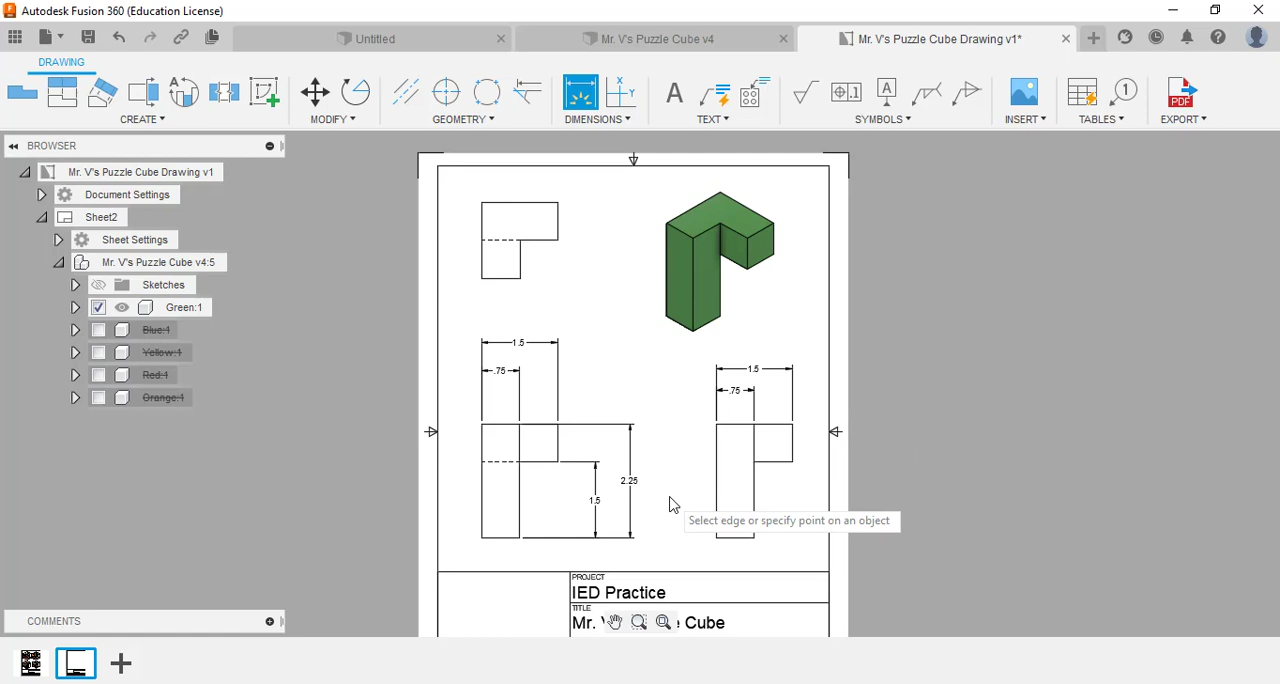 Autodesk Fusion 360 (Education License)
Untitled
Mr. V's Puzzle Cube v4
Mr. V's Puzzle Cube Drawing v1*
DRAWING
CREATE
MODIFY
GEOMETRY
DIMENSIONS
TEXT
SYMBOLS
INSERT
TABLES
EXPORT
BROWSER
Mr. V's Puzzle Cube Drawing v1
Document Settings
Sheet2
Sheet Settings
Mr. V's Puzzle Cube v4:5
Sketches
Green:1
Blue:1
Yellow:1
Red:1
Orange:1
1.5
.75
1.5
.75
2.25
1.5
Select edge or specify point on an object
PROJECT
IED Practice
TITLE
Mr. Cube
COMMENTS